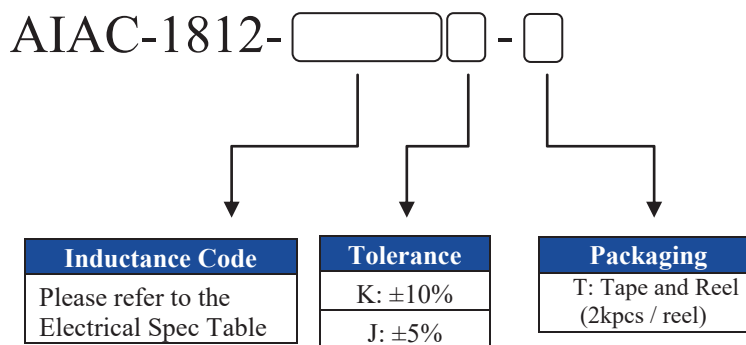 AIAC-1812- -
Inductance Code
Please refer to the
Electrical Spec Table
Tolerance
K: ±10%
J: ±5%
Packaging
T: Tape and Reel
(2kpcs / reel)